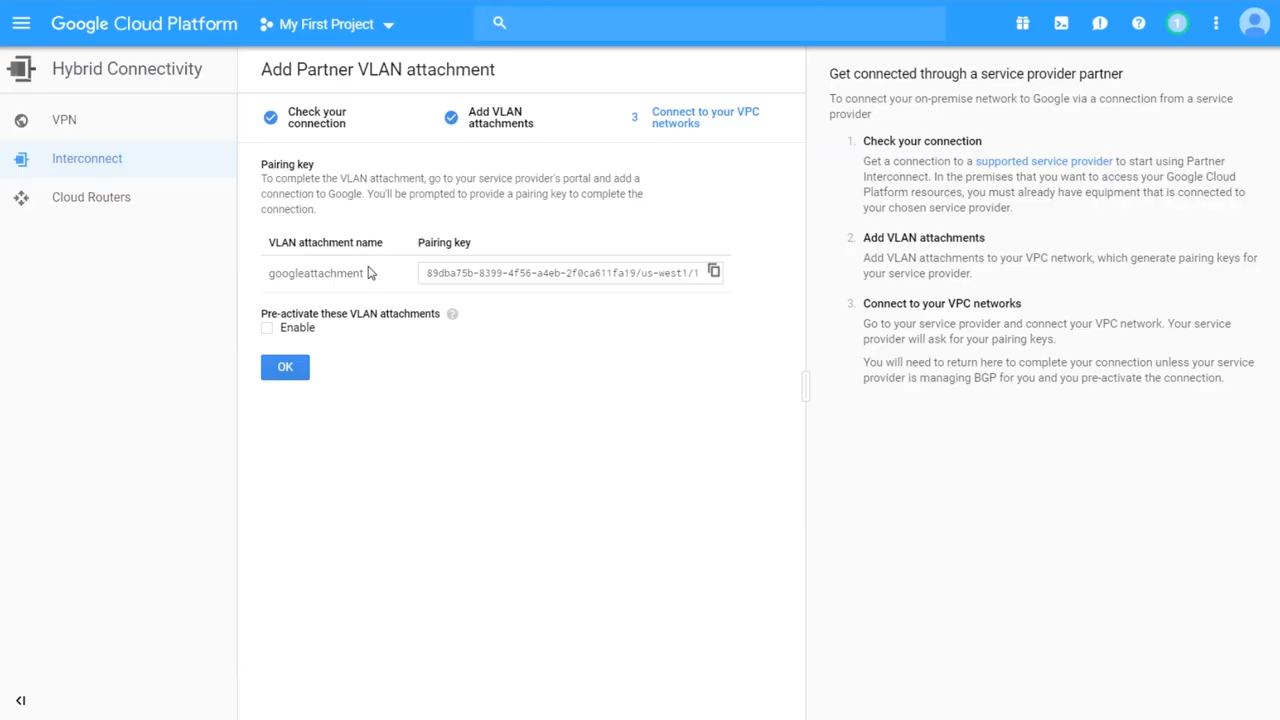 Google Cloud Platform
My First Project
1
Hybrid Connectivity
VPN
Interconnect
Cloud Routers
Add Partner VLAN attachment
Check your
connection
Add VLAN
attachments
3
Connect to your VPC
networks
Pairing key
To complete the VLAN attachment, go to your service provider's portal and add a
connection to Google. You'll be prompted to provide a pairing key to complete the
connection.
VLAN attachment name
Pairing key
googleattachment
89dba75b-8399-4f56-a4eb-2f0ca611fa19/us-west1/1
Pre-activate these VLAN attachments
Enable
OK
Get connected through a service provider partner
To connect your on-premise network to Google via a connection from a service
provider
1. Check your connection
Get a connection to a supported service provider to start using Partner
Interconnect. In the premises that you want to access your Google Cloud
Platform resources, you must already have equipment that is connected to
your chosen service provider.
2. Add VLAN attachments
Add VLAN attachments to your VPC network, which generate pairing keys for
your service provider.
3. Connect to your VPC networks
Go to your service provider and connect your VPC network. Your service
provider will ask for your pairing keys.
You will need to return here to complete your connection unless your service
provider is managing BGP for you and you pre-activate the connection.